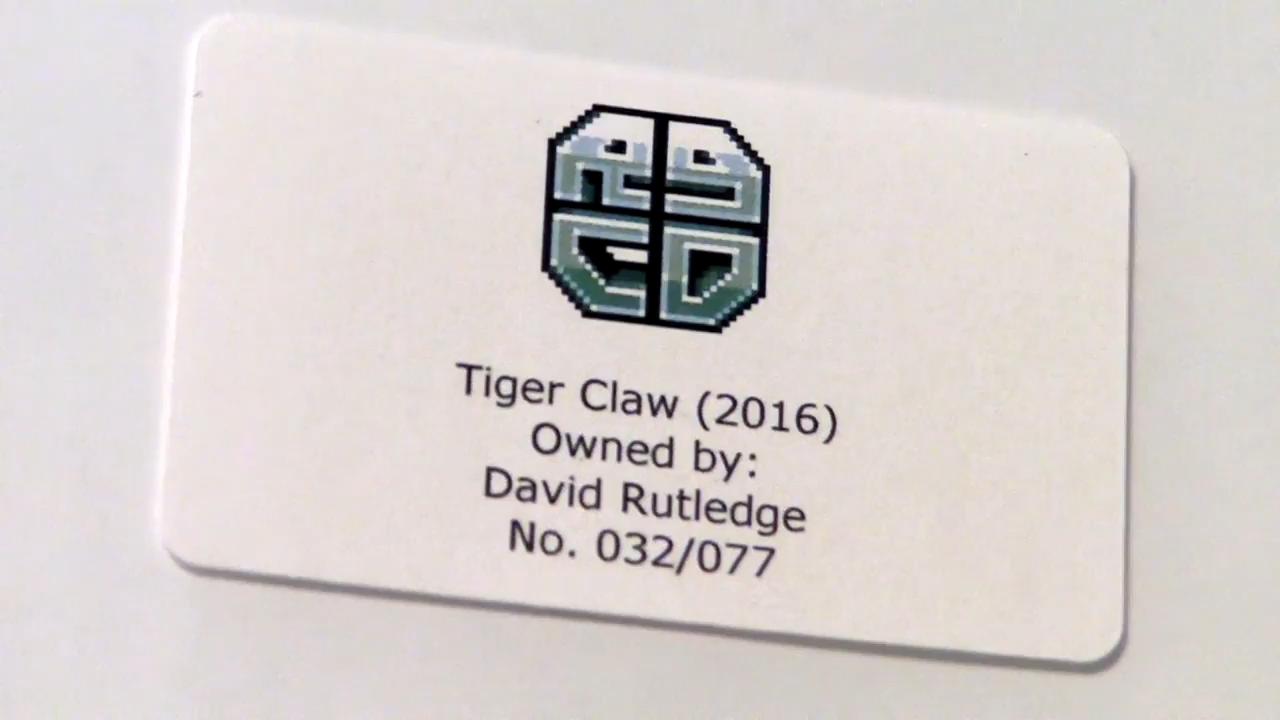 Tiger Claw (2016)
Owned by:
David Rutledge
No. 032/077